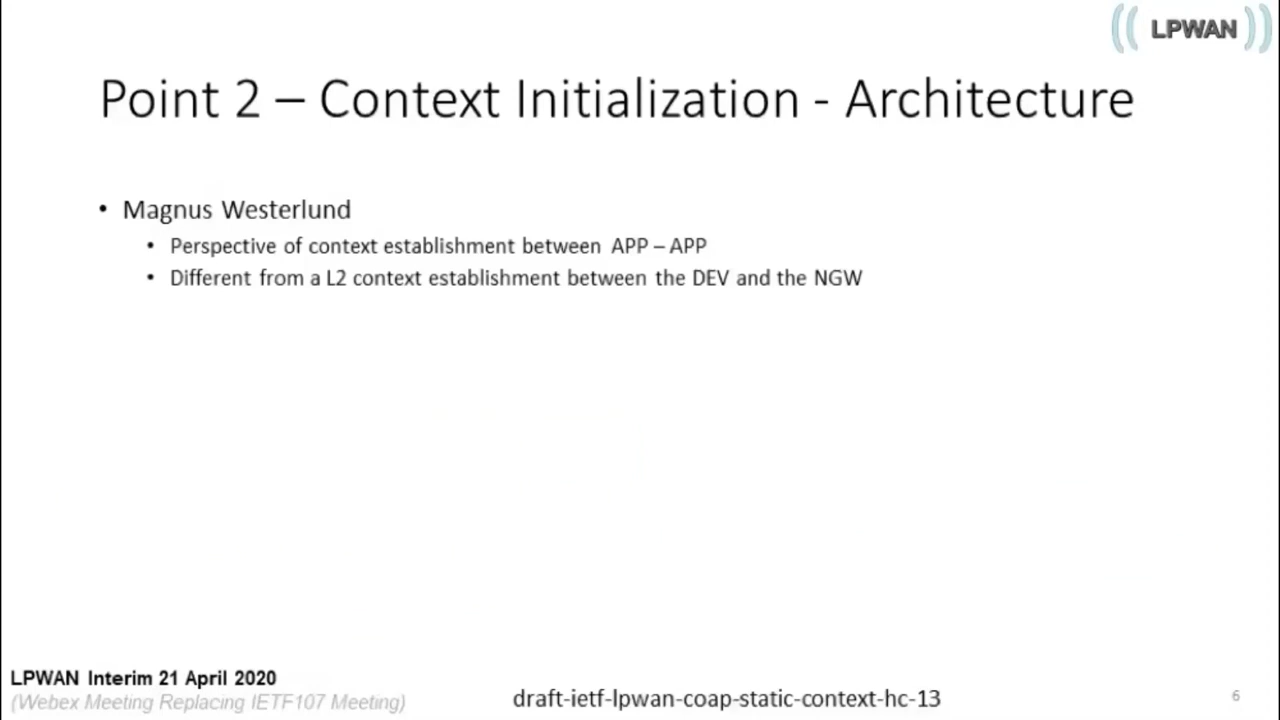 LPWAN
Point 2 – Context Initialization - Architecture
• Magnus Westerlund
• Perspective of context establishment between APP – APP
• Different from a L2 context establishment between the DEV and the NGW
LPWAN Interim 21 April 2020
(Webex Meeting Replacing IETF107 Meeting)
draft-ietf-lpwan-coap-static-context-hc-13
6